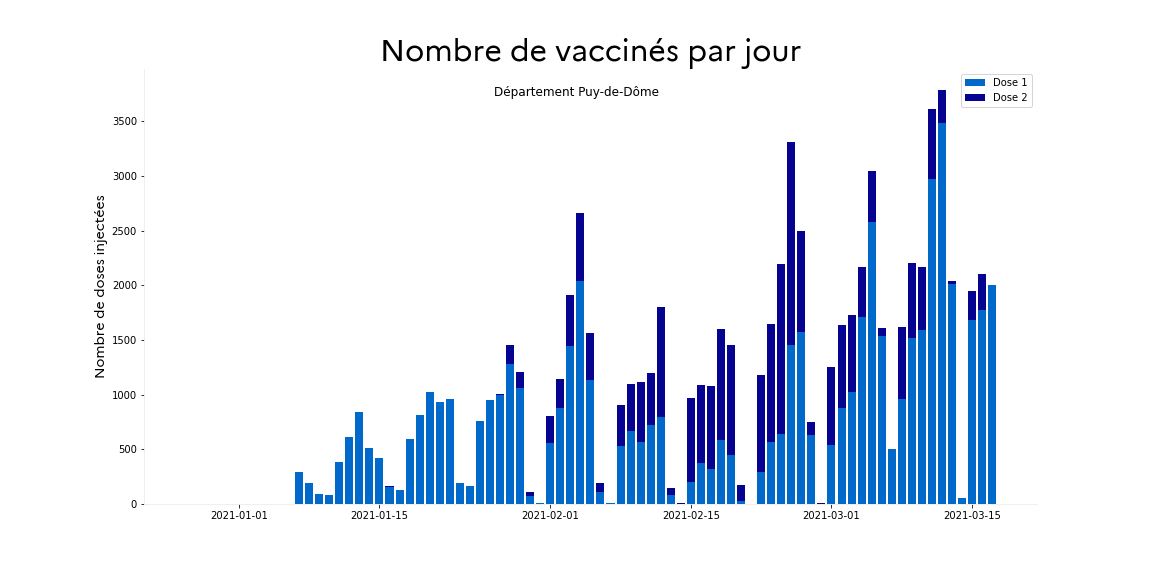 Nombre de vaccinés par jour
Département Puy-de-Dôme
Dose 1
Dose 2
Nombre de doses injectées
3500
3000
2500
2000
1500
1000
500
0
2021-01-01 2021-01-15 2021-02-01 2021-02-15 2021-03-01 2021-03-15